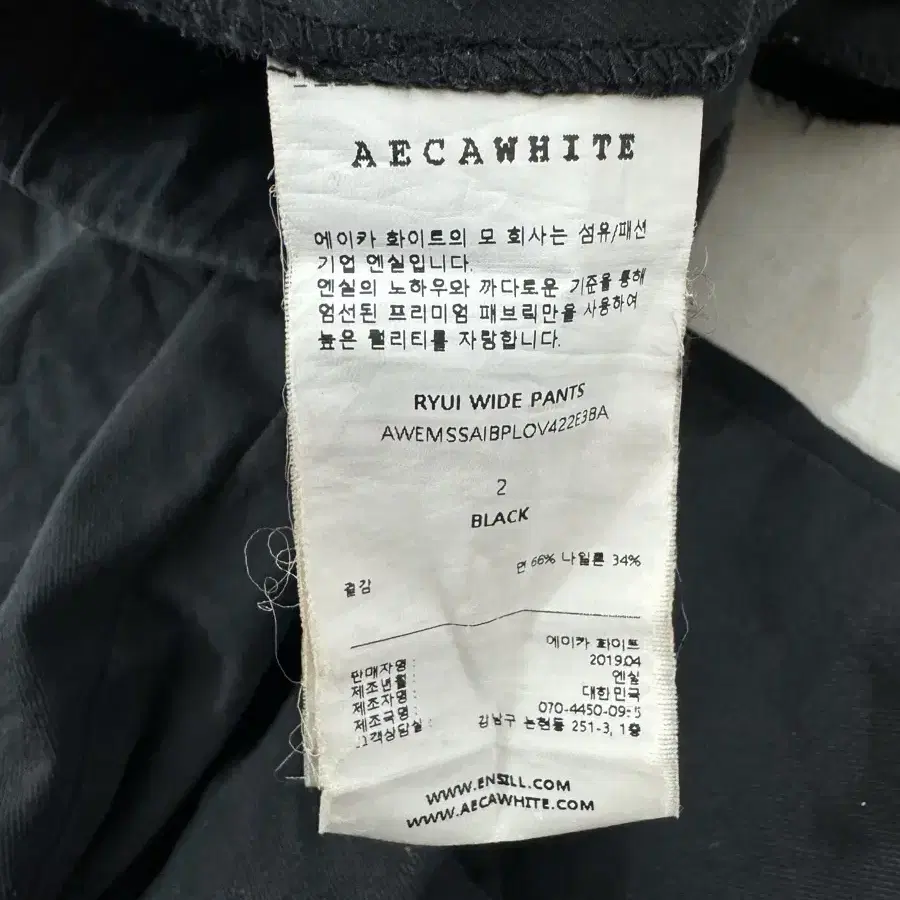 AECAWHITE
에이카 화이트의 모 회사는 섬유/패션
기업 엔실입니다.
엔실의 노하우와 까다로운 기준을 통해
엄선된 프리미엄 패브릭만을 사용하여
높은 퀄리티를 자랑합니다.
RYUI WIDE PANTS
AWEMSSAIBPLOV422E3BA
2
BLACK
겉감 면 66% 나일론 34%
판매자명 : 에이카 화이트
제조년월 : 2019.04
제조자명 : 엔실
제조국명 : 대한민국
고객상담실 : 070-4450-0995
강남구 논현동 251-3, 1층
WWW.ENSILL.COM
WWW.AECAWHITE.COM